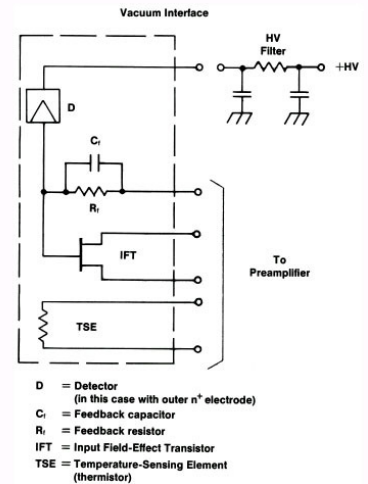 Vacuum Interface
HV
Filter
+HV
D
Cf
Rf
IFT
To
Preamplifier
TSE
D = Detector
(in this case with outer n+ electrode)
Cf = Feedback capacitor
Rf = Feedback resistor
IFT = Input Field-Effect Transistor
TSE = Temperature-Sensing Element
(thermistor)